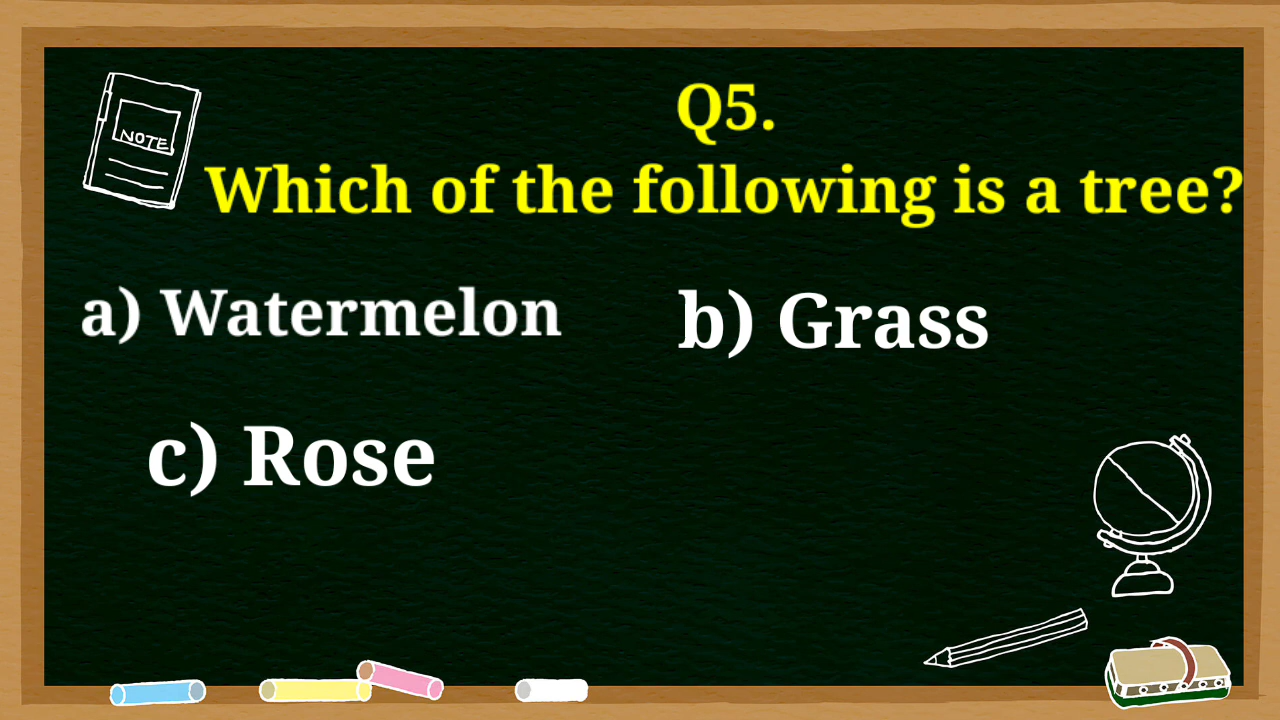 NOTE
Q5.
Which of the following is a tree?
a) Watermelon
b) Grass
c) Rose